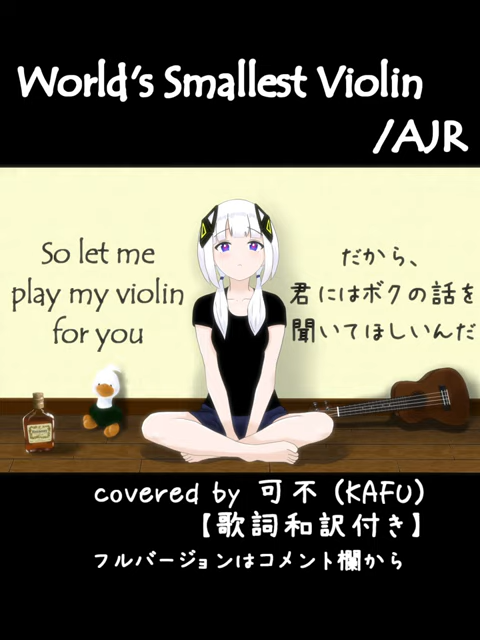 World's Smallest Violin
/AJR
So let me
play my violin
for you
だから、
君にはボクの話を
聞いてほしいんだ
covered by 可不 (KAFU)
【歌詞和訳付き】
フルバージョンはコメント欄から